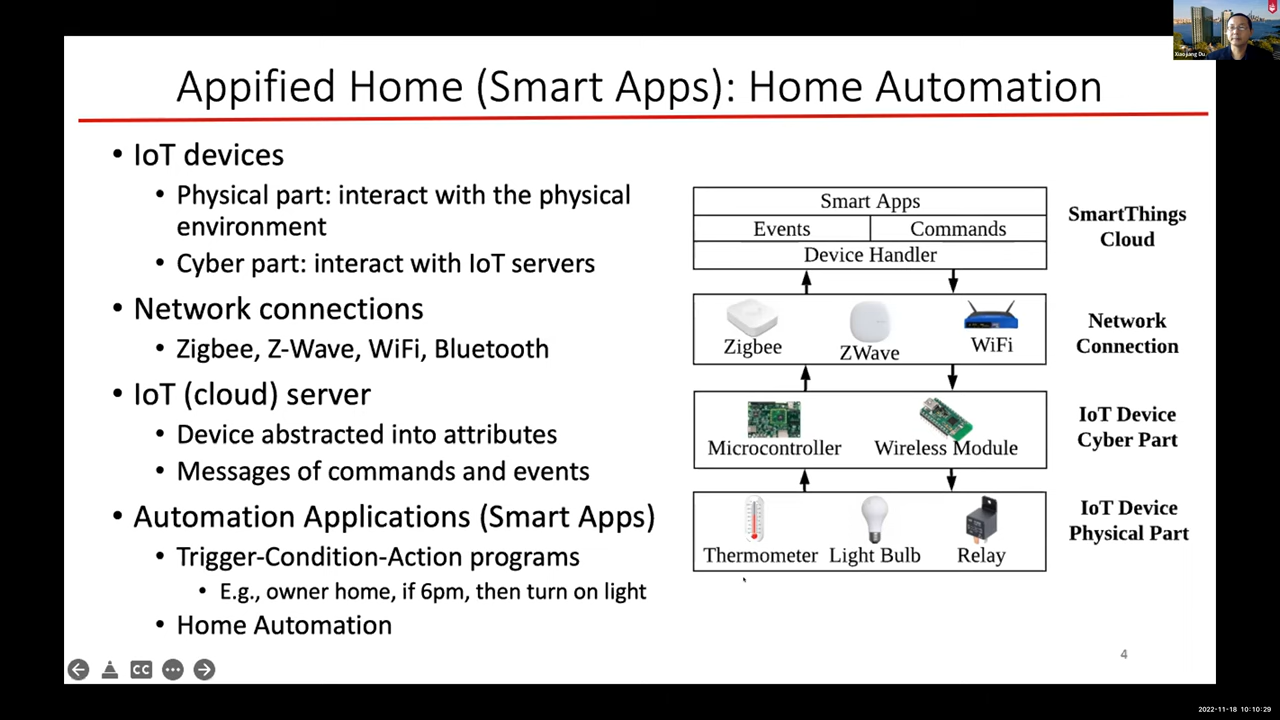 Appified Home (Smart Apps): Home Automation
• IoT devices
• Physical part: interact with the physical
environment
• Cyber part: interact with IoT servers
• Network connections
• Zigbee, Z-Wave, WiFi, Bluetooth
• IoT (cloud) server
• Device abstracted into attributes
• Messages of commands and events
• Automation Applications (Smart Apps)
• Trigger-Condition-Action programs
• E.g., owner home, if 6pm, then turn on light
• Home Automation
Smart Apps
Events Commands
Device Handler
SmartThings
Cloud
Zigbee ZWave WiFi
Network
Connection
Microcontroller Wireless Module
IoT Device
Cyber Part
Thermometer Light Bulb Relay
IoT Device
Physical Part
4
CC
Xiaojiang Du
2022-11-18 10:10:29